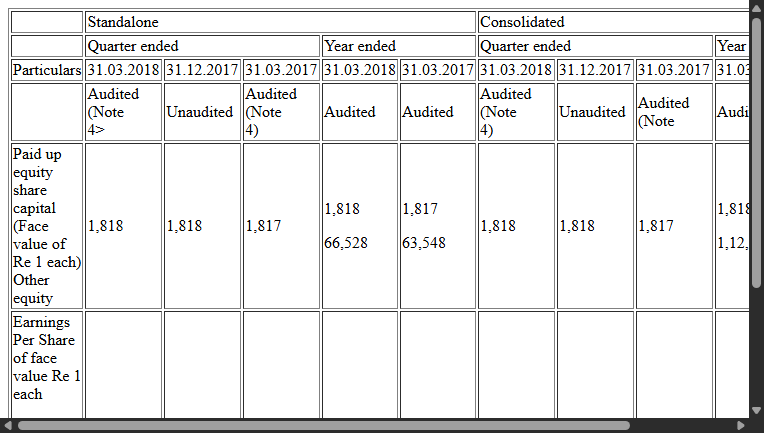 Standalone Consolidated
Quarter ended Year ended Quarter ended Year
Particulars 31.03.2018 31.12.2017 31.03.2017 31.03.2018 31.03.2017 31.03.2018 31.12.2017 31.03.2017 31.03
Audited (Note 4> Unaudited Audited (Note 4) Audited Audited Audited (Note 4) Unaudited Audited (Note Audi
Paid up
equity
share
capital
(Face
value of
Re 1 each)
Other
equity
1,818 1,818 1,817 1,818 1,817 1,818 1,818 1,817 1,818
66,528 63,548 1,12,
Earnings
Per Share
of face
value Re 1
each